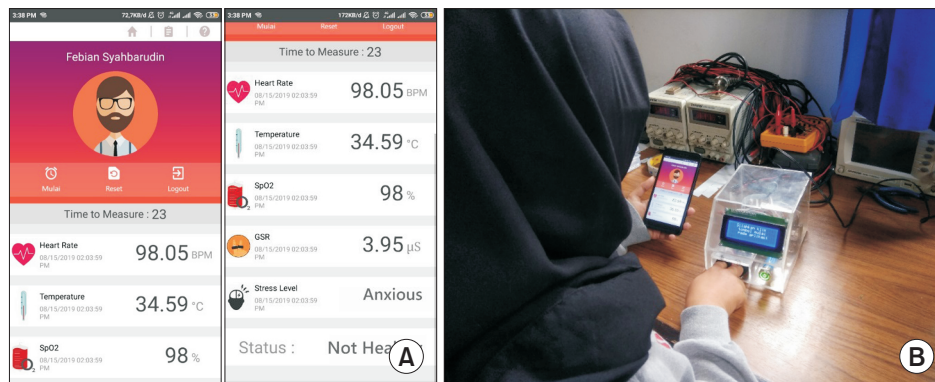 3:38 PM 72,7KB/d
Febian Syahbarudin
Mulai Reset Logout
Time to Measure : 23
Heart Rate
08/15/2019 02:03:59
PM
98.05 BPM
Temperature
08/15/2019 02:03:59
PM
34.59 °C
SpO2
08/15/2019 02:03:59
PM
98 %
3:38 PM 172KB/d
Mulai Reset Logout
Time to Measure : 23
Heart Rate
08/15/2019 02:03:59
PM
98.05 BPM
Temperature
08/15/2019 02:03:59
PM
34.59 °C
SpO2
08/15/2019 02:03:59
PM
98 %
GSR
08/15/2019 02:03:59
PM
3.95 µS
Stress Level
08/15/2019 02:03:59
PM
Anxious
Status : Not
A
B